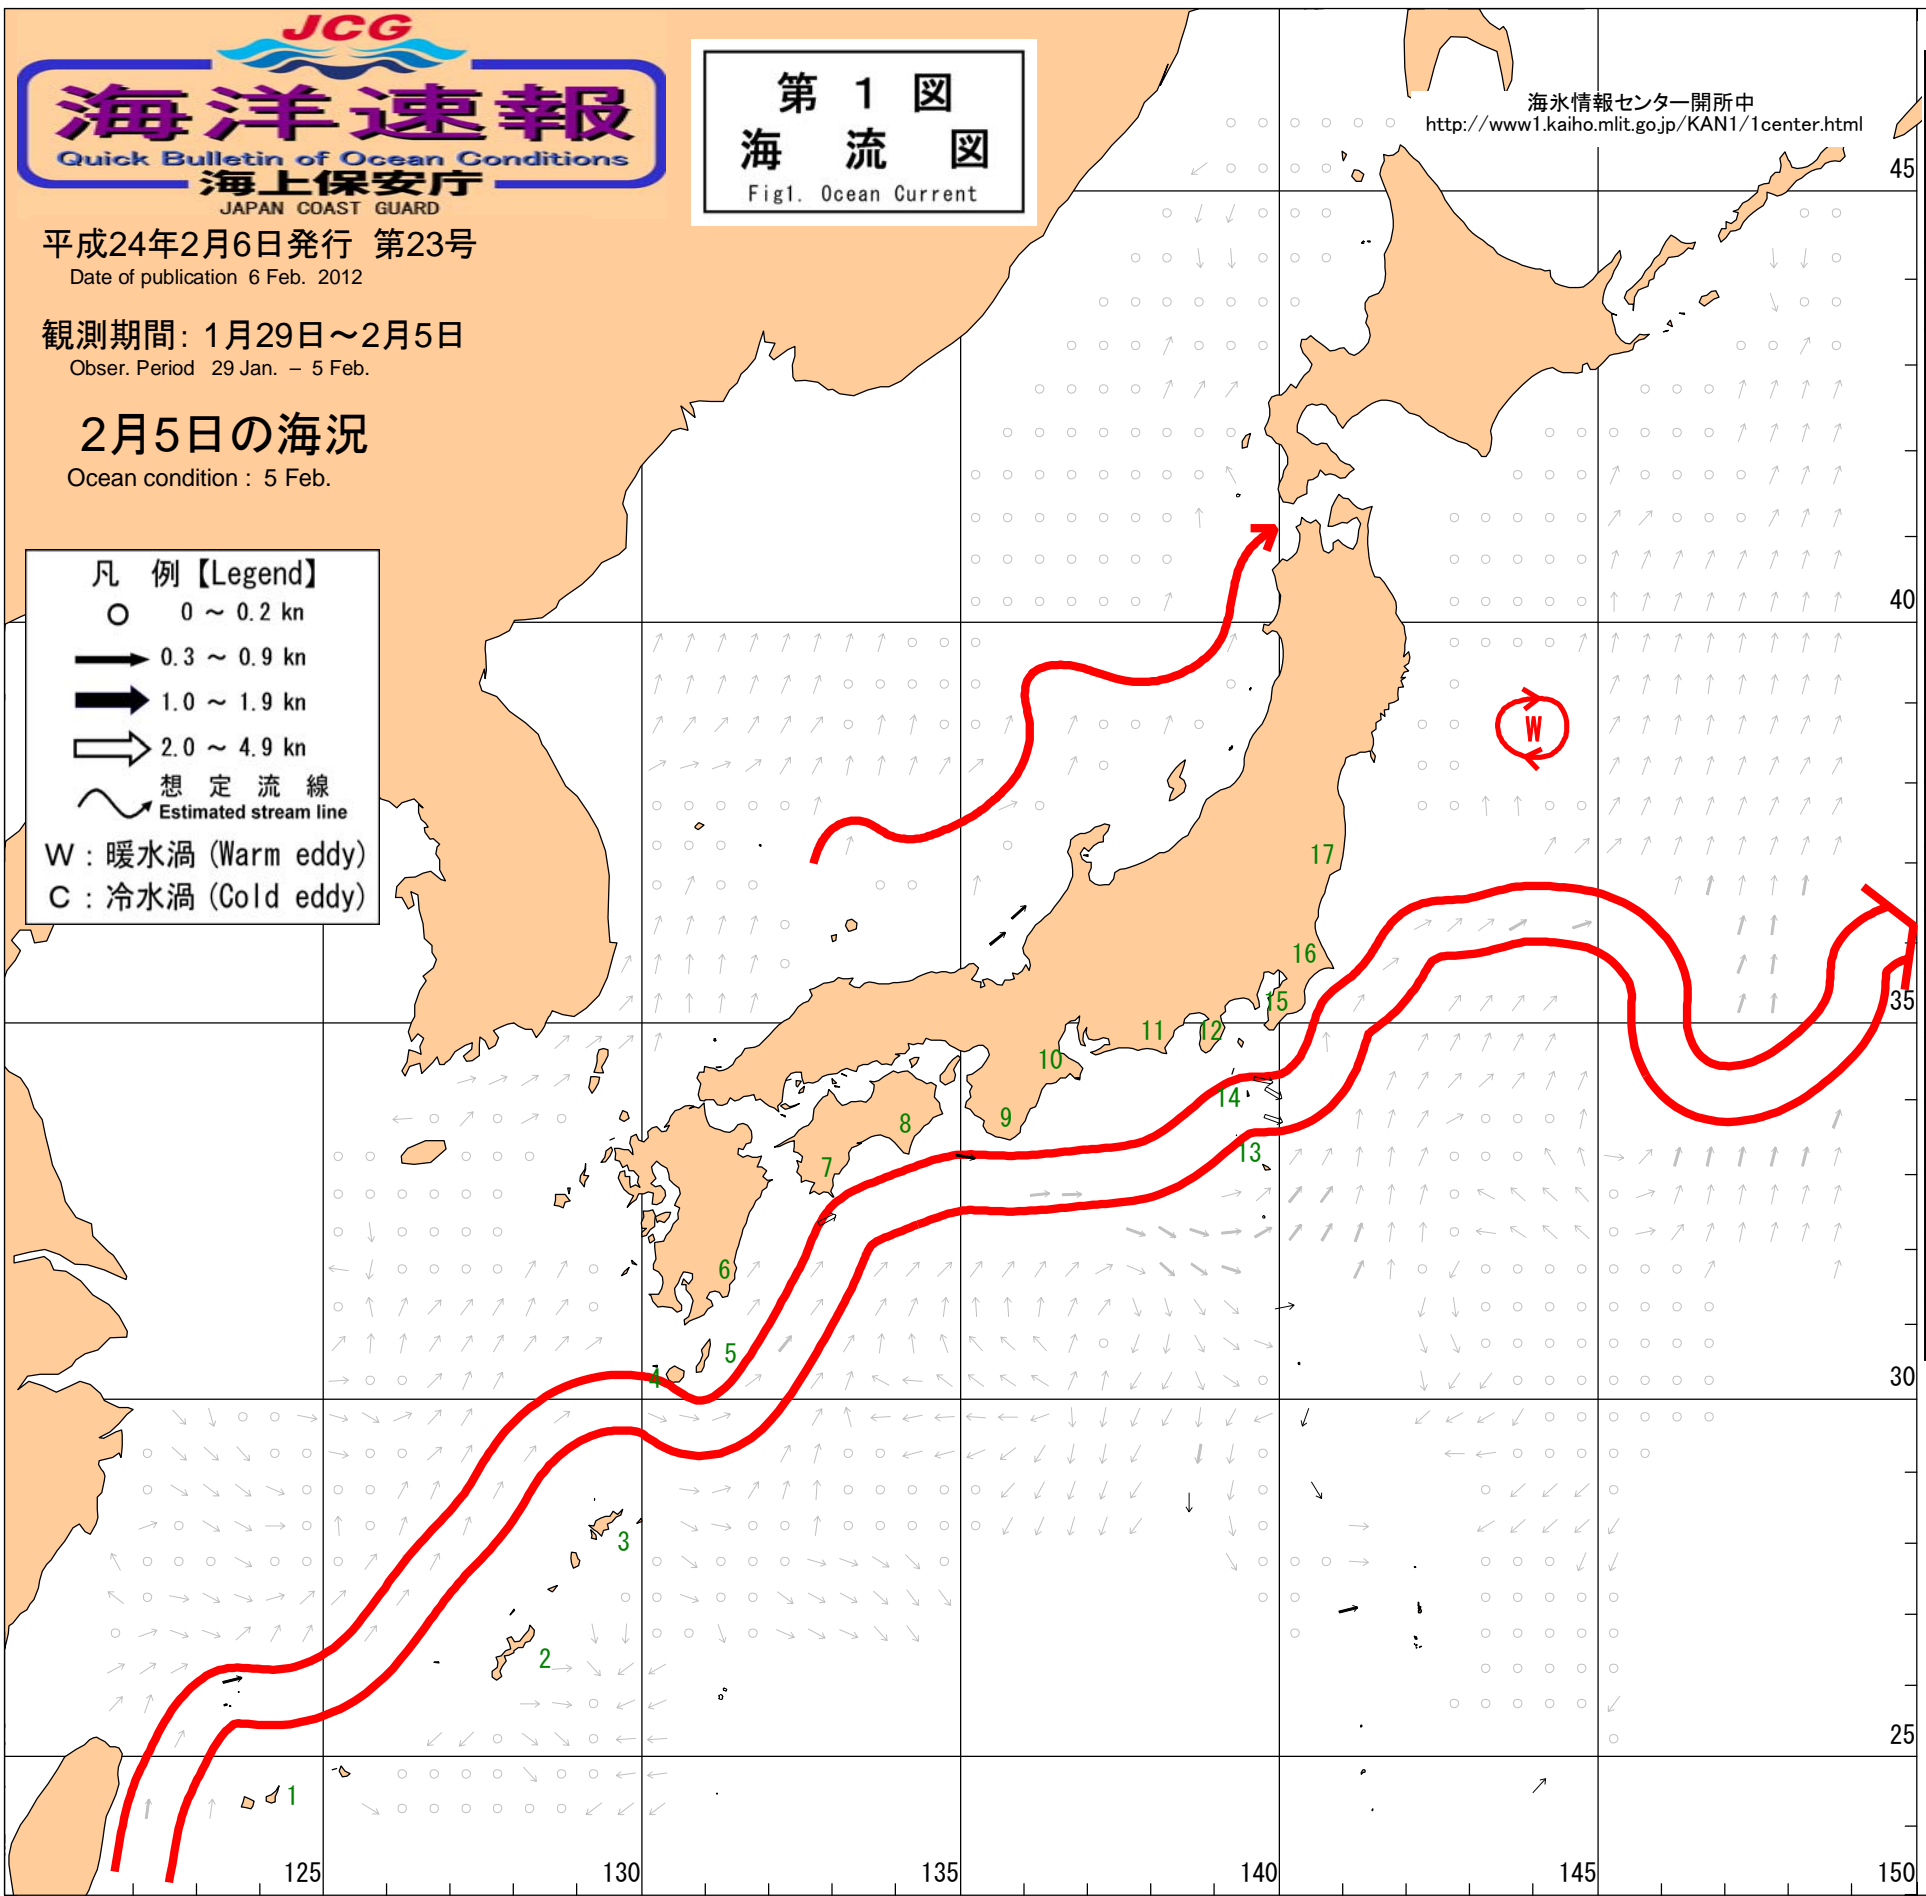 JCG
海洋速報
Quick Bulletin of Ocean Conditions
海上保安庁
JAPAN COAST GUARD
平成24年2月6日発行 第23号
Date of publication 6 Feb. 2012
観測期間: 1月29日～2月5日
Obser. Period 29 Jan. – 5 Feb.
2月5日の海況
Ocean condition : 5 Feb.
第 1 図
海 流 図
Fig1. Ocean Current
海氷情報センター開所中
http://www1.kaiho.mlit.go.jp/KAN1/1center.html
凡 例【Legend】
0 ～ 0.2 kn
0.3 ～ 0.9 kn
1.0 ～ 1.9 kn
2.0 ～ 4.9 kn
想 定 流 線
Estimated stream line
W : 暖水渦 (Warm eddy)
C : 冷水渦 (Cold eddy)
45
40
W
17
16
15
35
11
12
10
14
9
8
13
7
6
5
4
30
3
2
25
1
125
130
135
140
145
150